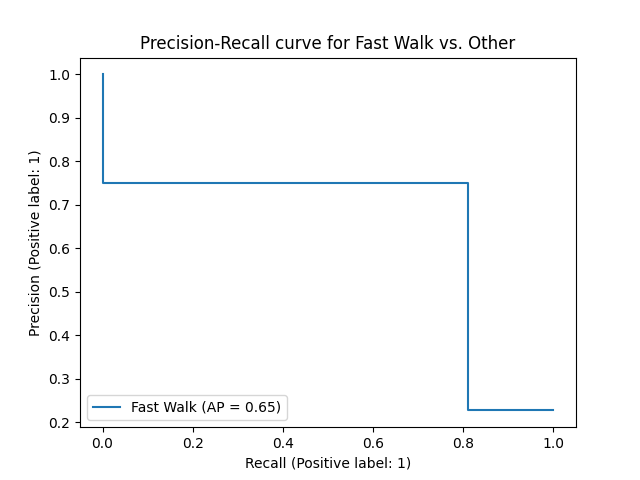 Precision-Recall curve for Fast Walk vs. Other
Precision (Positive label: 1)
1.0
0.9
0.8
0.7
0.6
0.5
0.4
0.3
0.2
Fast Walk (AP = 0.65)
0.0 0.2 0.4 0.6 0.8 1.0
Recall (Positive label: 1)